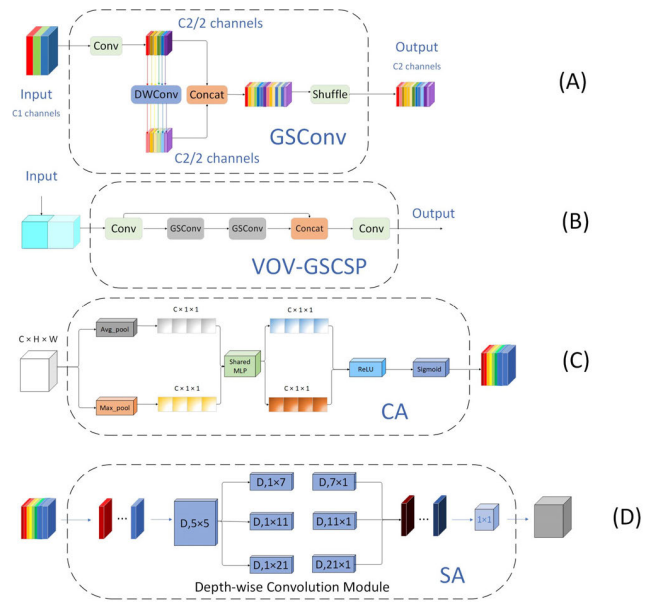 C2/2 channels
Conv
Output
C2 channels
Input
C1 channels
DWConv
Concat
Shuffle
(A)
GSConv
C2/2 channels
Input
Output
(B)
Conv
GSConv
GSConv
Concat
Conv
VOV-GSCSP
C × 1 × 1
C × 1 × 1
C × H × W
Avg_pool
Shared
MLP
ReLU
Sigmoid
(C)
C × 1 × 1
C × 1 × 1
Max_pool
CA
D,1×7
D,7×1
D,5×5
D,1×11
D,11×1
1×1
(D)
D,1×21
D,21×1
SA
Depth-wise Convolution Module